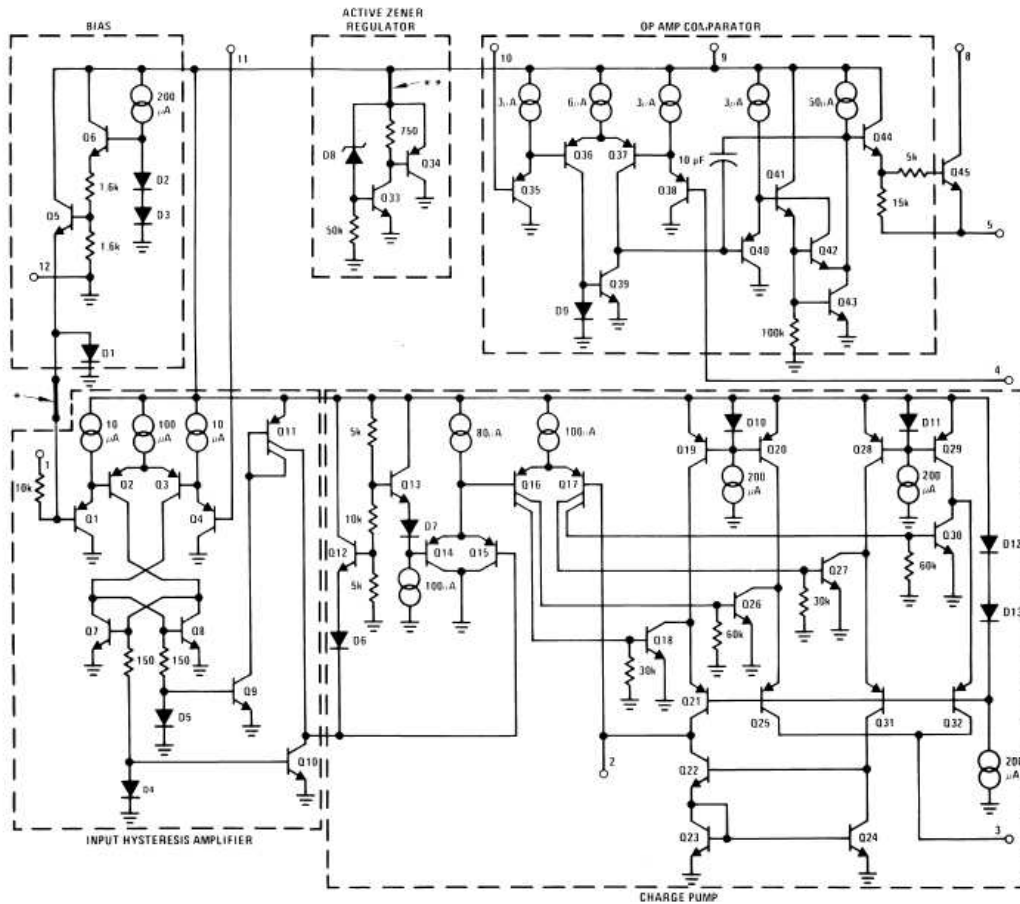 BIAS
ACTIVE ZENER
REGULATOR
OP AMP COMPARATOR
11
10
9
8
200
μA
3μA
6μA
3μA
3μA
50μA
Q6
750
Q44
D8
Q34
Q36
Q37
10 μF
5k
D2
Q45
1.6k
Q35
Q38
Q41
Q33
15k
Q5
D3
50k
5
1.6k
Q40
Q42
12
Q39
D9
Q43
100k
D1
4
*
**
10
μA
100
μA
10
μA
Q11
5k
80μA
100μA
D10
D11
Q19
Q20
Q28
Q29
1
10k
Q2
Q3
Q13
Q16
Q17
200
μA
200
μA
Q1
Q4
10k
D7
Q30
Q12
Q14
Q15
D12
5k
100μA
Q27
60k
Q26
30k
D13
Q7
Q8
D6
Q18
60k
150
150
30k
Q9
Q21
Q25
Q31
Q32
D5
Q10
2
Q22
200
μA
D4
3
Q23
Q24
INPUT HYSTERESIS AMPLIFIER
CHARGE PUMP